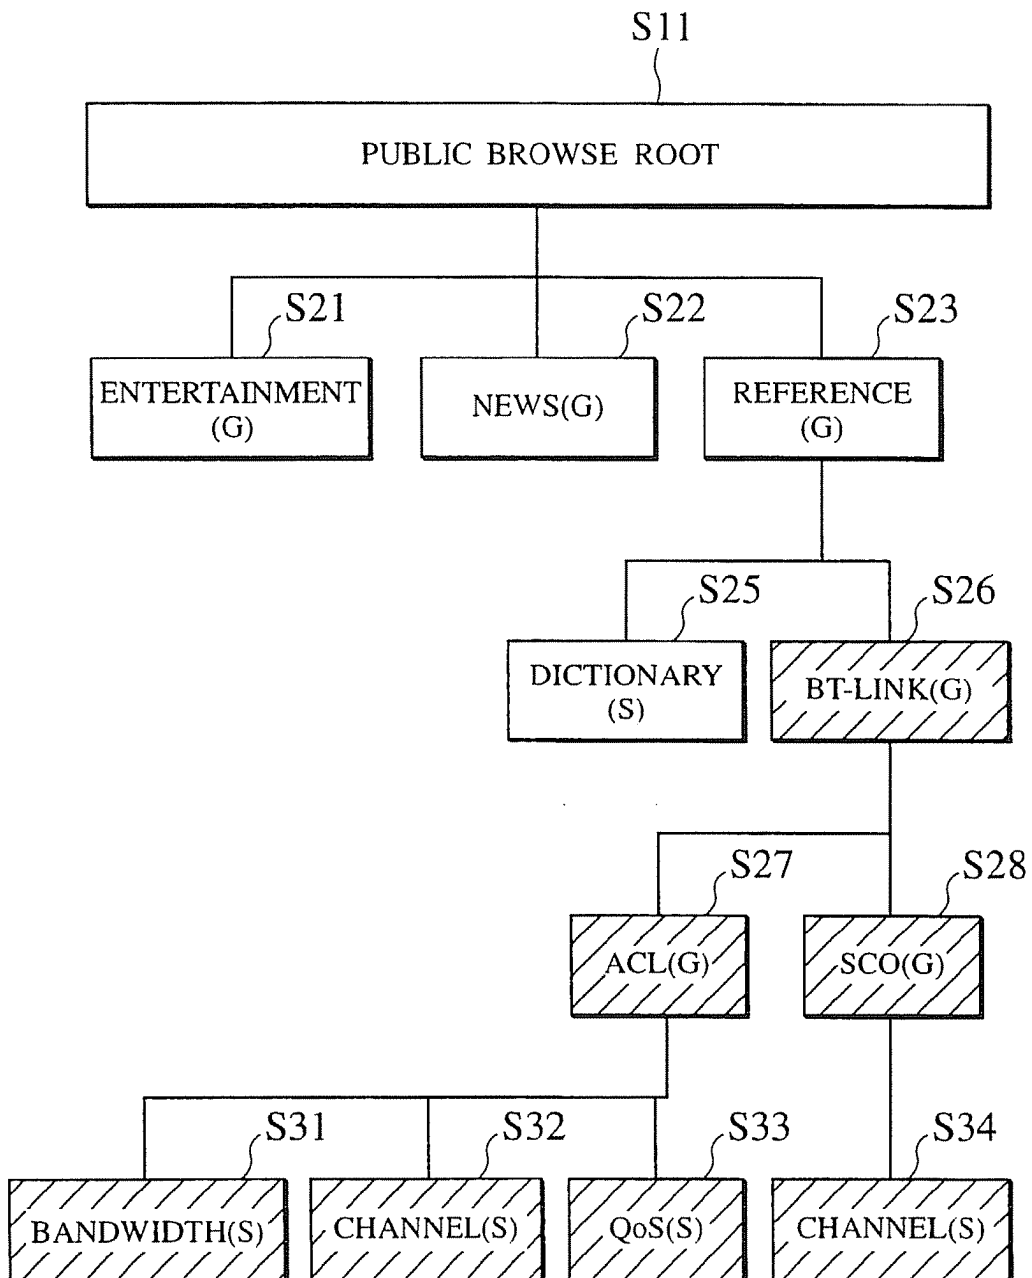 S11
PUBLIC BROWSE ROOT
S21
S22
S23
ENTERTAINMENT
(G)
NEWS(G)
REFERENCE
(G)
S25
S26
DICTIONARY
(S)
BT-LINK(G)
S27
S28
ACL(G)
SCO(G)
S31
S32
S33
S34
BANDWIDTH(S)
CHANNEL(S)
QoS(S)
CHANNEL(S)